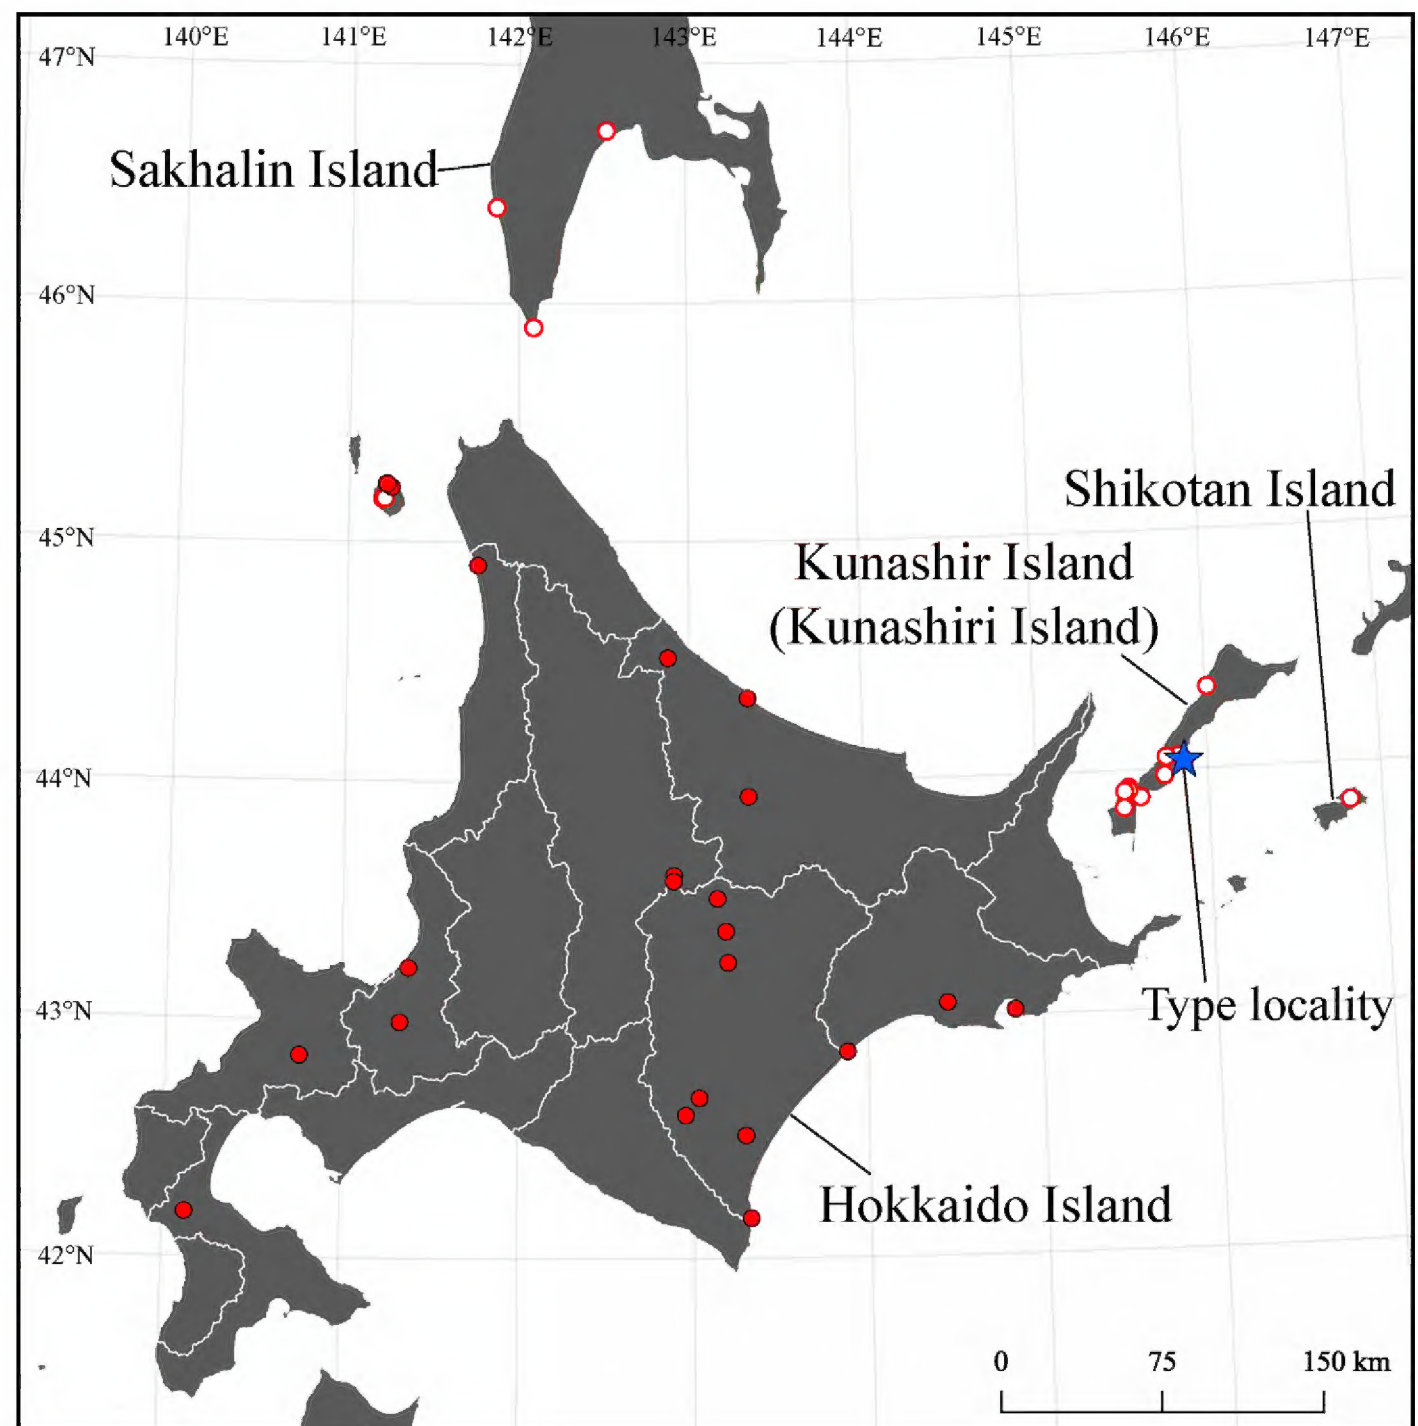 140°E 141°E 142°E 143°E 144°E 145°E 146°E 147°E
47°N
Sakhalin Island
46°N
Shikotan Island
45°N
Kunashir Island
(Kunashiri Island)
44°N
43°N
Type locality
Hokkaido Island
42°N
0 75 150 km